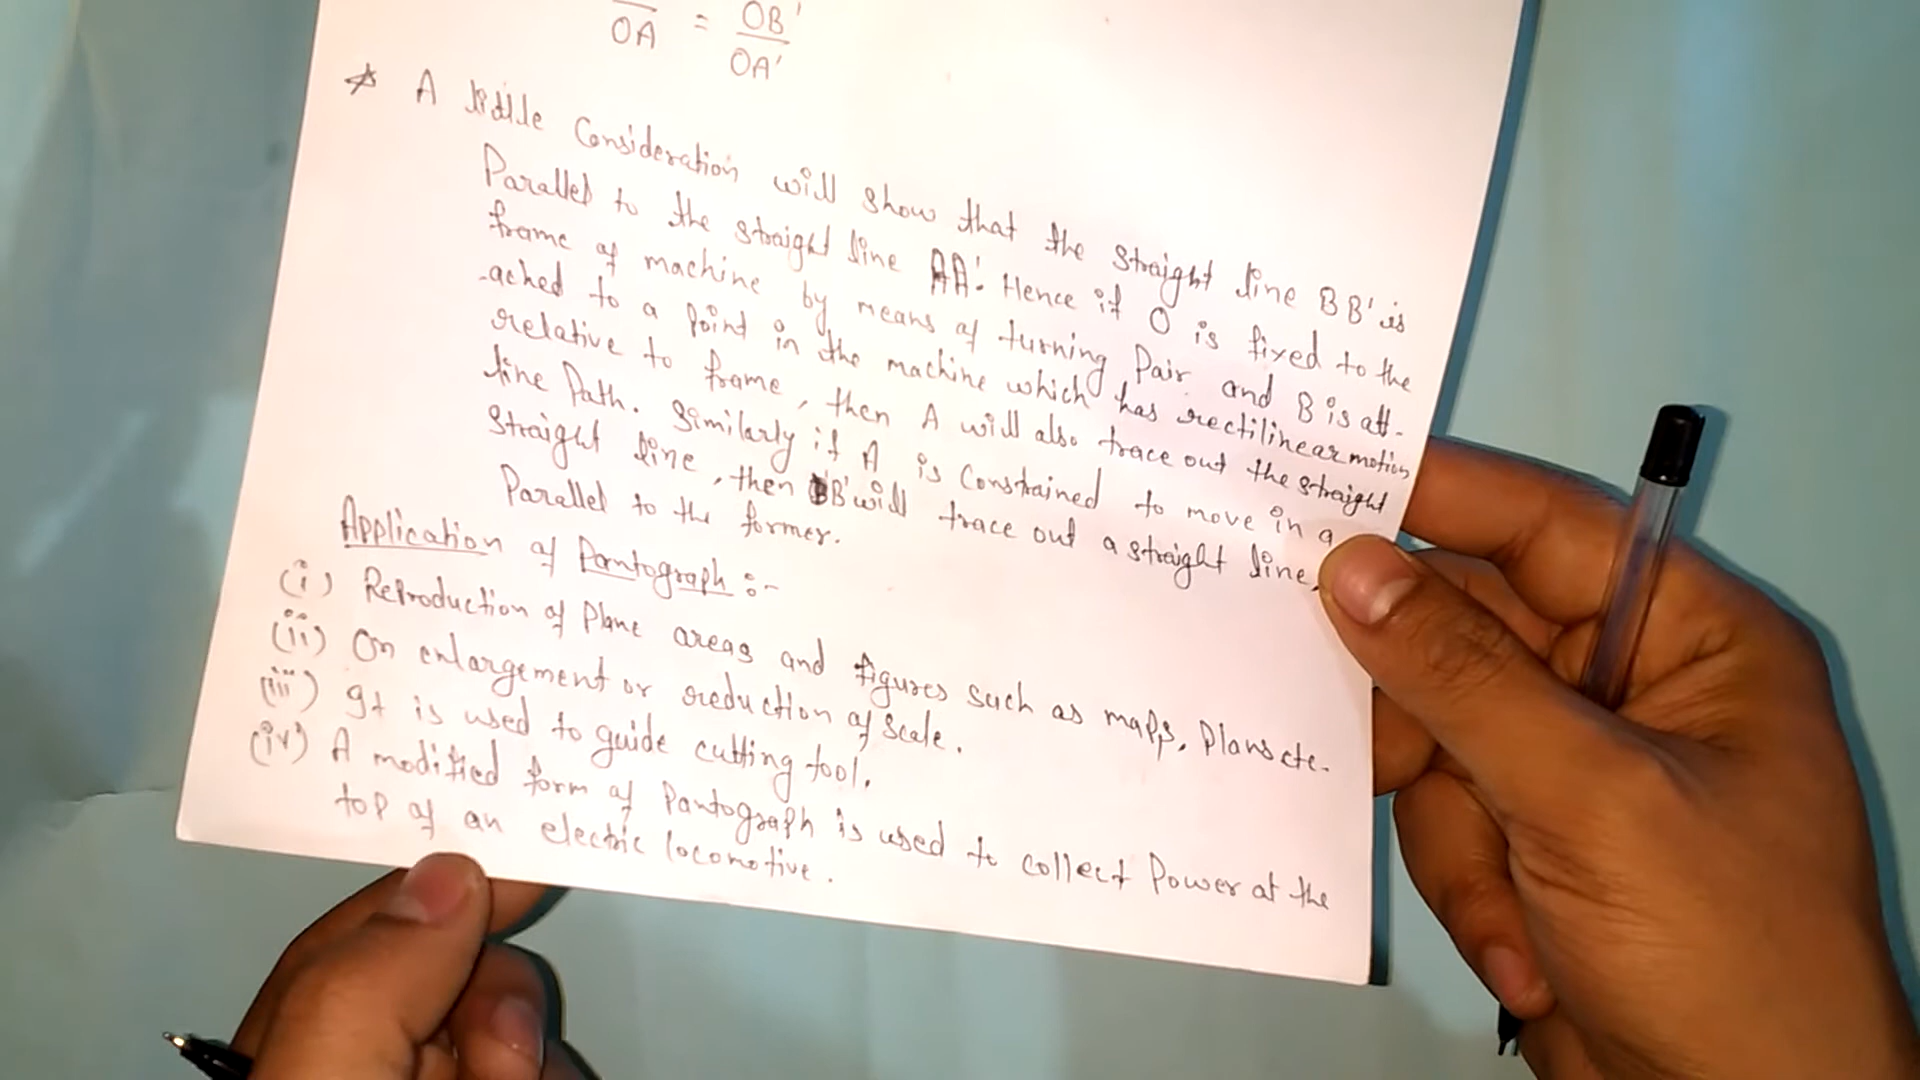 OA = OB'
OA'
* A little Consideration will show that the straight line BB' is
Parallel to the straight line AA'. Hence if O is fixed to the
frame of machine by means of turning Pair and B is att-
-ached to a point in the machine which has rectilinear motion
relative to frame, then A will also trace out the straight
line Path. Similarly if A is Constrained to move in a
straight line, then B' will trace out a straight line,
Parallel to the former.
Application of Pantograph :-
(i) Reproduction of Plane areas and figures such as maps, Plans etc.
(ii) On enlargement or reduction of scale.
(iii) It is used to guide cutting tool.
(iv) A modified form of Pantograph is used to collect Power at the
top of an electric locomotive.